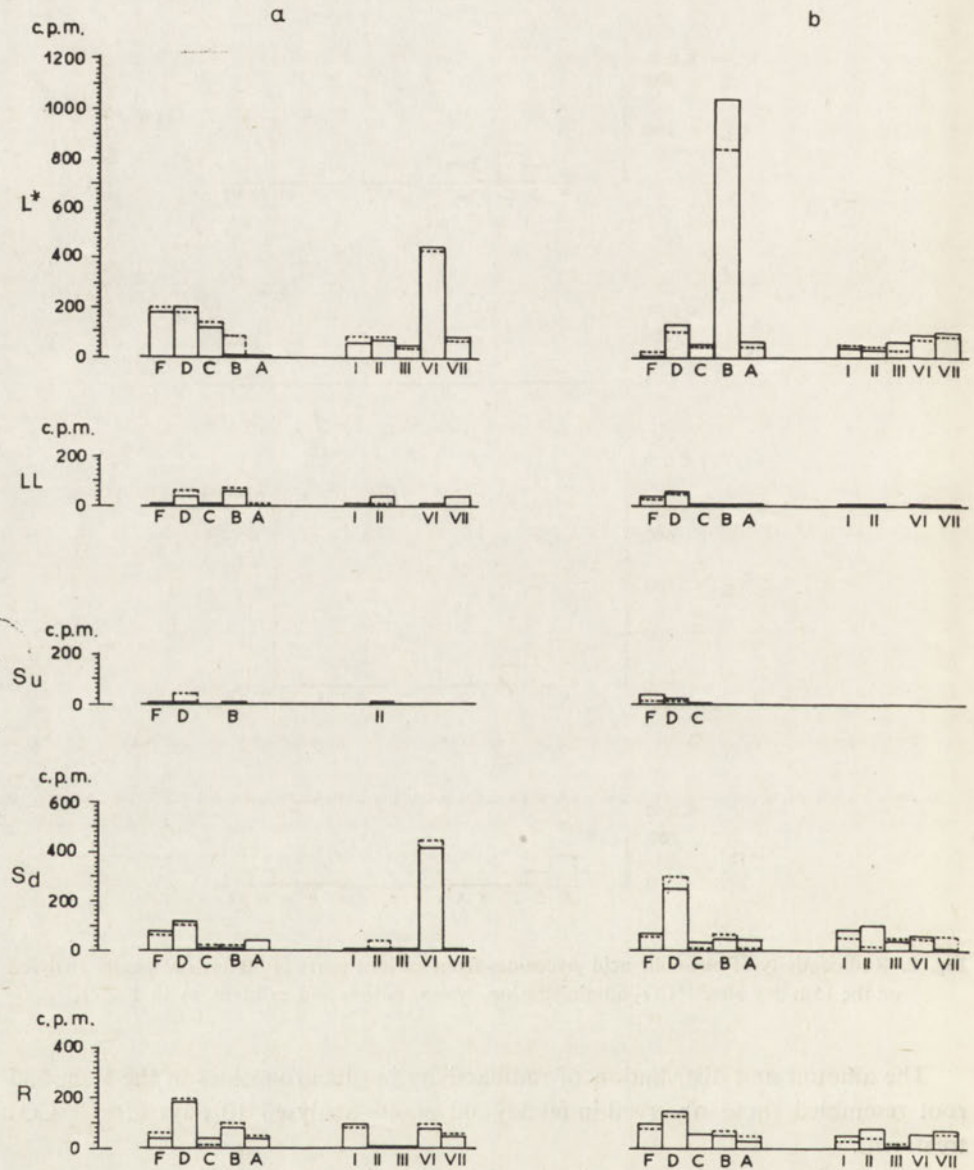 a b
c.p.m.
1200
1000
800
L* 600
400
200
0
F D C B A I II III VI VII F D C B A I II III VI VII
c.p.m.
200
LL
0
F D C B A I II VI VII F D C B A I II VI VII
c.p.m.
200
Su
0
F D B II F D C
c.p.m.
600
400
Sd
200
0
F D C B A I II III VI VII F D C B A I II III VI VII
c.p.m.
400
R 200
0
F D C B A I II III VI VII F D C B A I II III VI VII